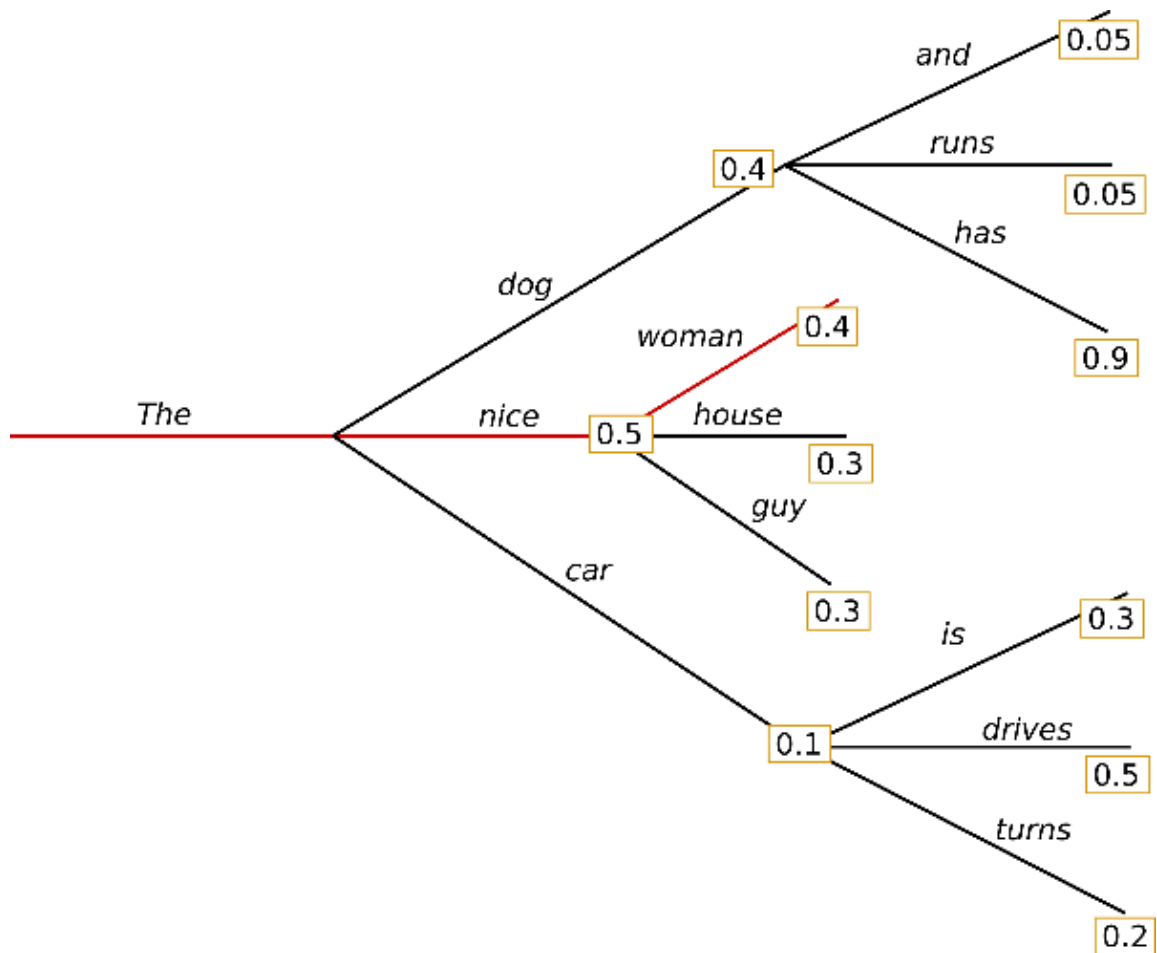 and
0.05
0.4
runs
0.05
has
0.9
dog
woman
0.4
The
nice
0.5
house
0.3
guy
0.3
car
is
0.3
0.1
drives
0.5
turns
0.2